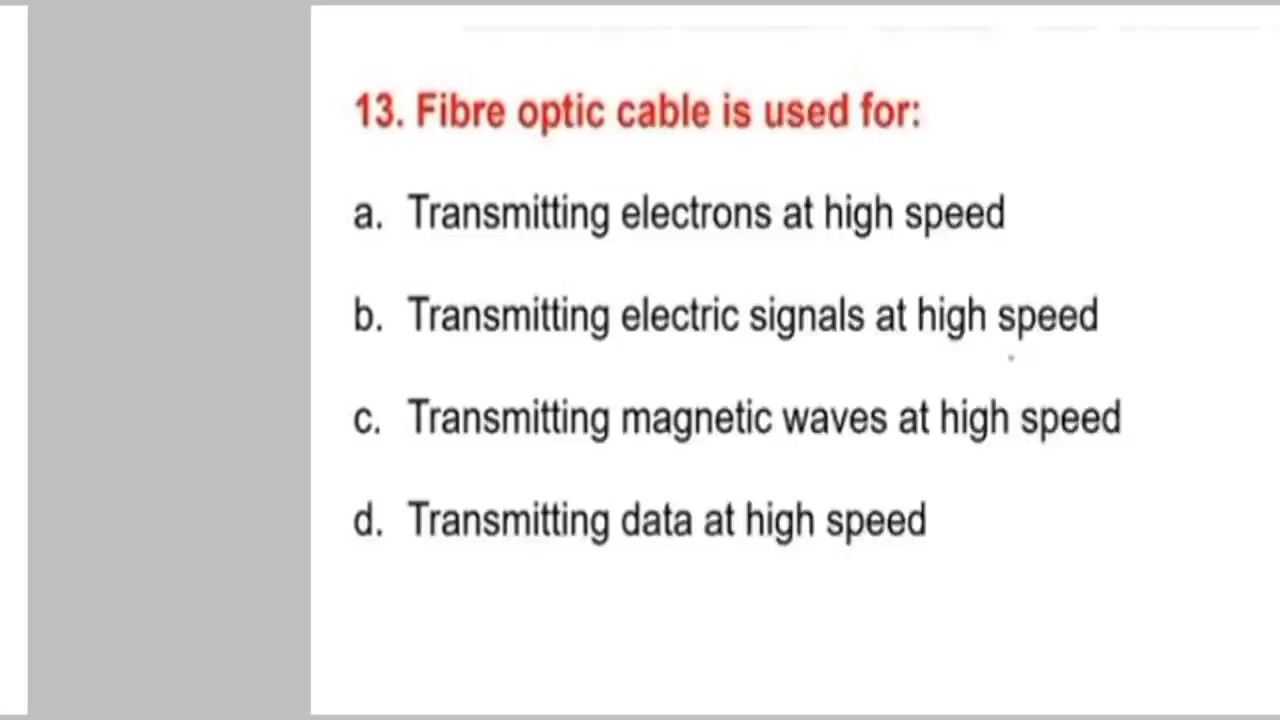 13. Fibre optic cable is used for:
a. Transmitting electrons at high speed
b. Transmitting electric signals at high speed
c. Transmitting magnetic waves at high speed
d. Transmitting data at high speed